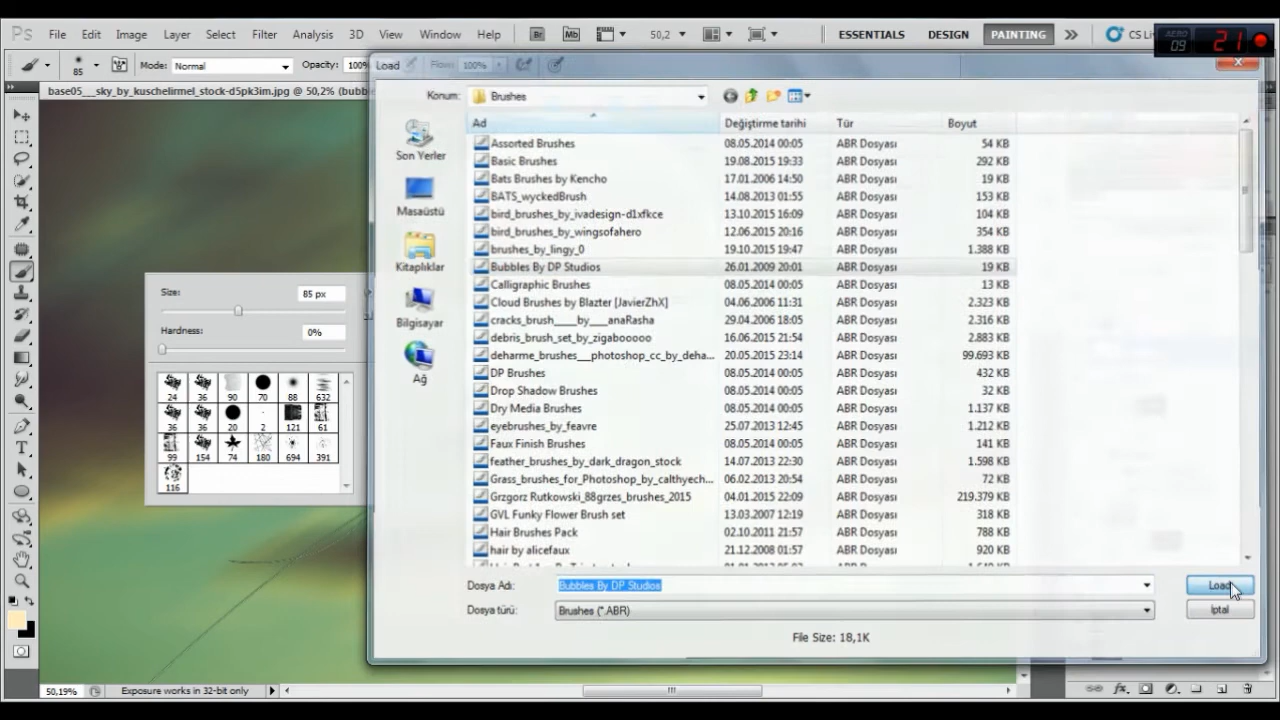 Ps File Edit Image Layer Select Filter Analysis 3D View Window Help Br Mb 50,2 ESSENTIALS DESIGN PAINTING CS Li
AERO 09 21
85 Mode: Normal Opacity: 100% Flow: 100%
base05___sky_by_kuschelirmel_stock-d5pk3im.jpg @ 50,2% (bubb
Load
Konum: Brushes
Ad Değiştirme tarihi Tür Boyut
Assorted Brushes 08.05.2014 00:05 ABR Dosyası 54 KB
Basic Brushes 19.08.2015 19:33 ABR Dosyası 292 KB
Bats Brushes by Kencho 17.01.2006 14:50 ABR Dosyası 19 KB
BATS_wyckedBrush 14.08.2013 01:55 ABR Dosyası 153 KB
bird_brushes_by_ivadesign-d1xfkce 13.10.2015 16:09 ABR Dosyası 104 KB
bird_brushes_by_wingsofahero 12.06.2015 20:16 ABR Dosyası 354 KB
brushes_by_lingy_0 19.10.2015 19:47 ABR Dosyası 1.388 KB
Bubbles By DP Studios 26.01.2009 20:01 ABR Dosyası 19 KB
Calligraphic Brushes 08.05.2014 00:05 ABR Dosyası 13 KB
Cloud Brushes by Blazter [JavierZhX] 04.06.2006 11:31 ABR Dosyası 2.323 KB
cracks_brush____by___anaRasha 29.04.2006 18:05 ABR Dosyası 2.316 KB
debris_brush_set_by_zigabooooo 16.06.2015 21:54 ABR Dosyası 2.883 KB
deharme_brushes__photoshop_cc_by_deha... 20.05.2015 23:14 ABR Dosyası 99.693 KB
DP Brushes 08.05.2014 00:05 ABR Dosyası 432 KB
Drop Shadow Brushes 08.05.2014 00:05 ABR Dosyası 32 KB
Dry Media Brushes 08.05.2014 00:05 ABR Dosyası 1.137 KB
eyebrushes_by_feavre 25.07.2013 12:45 ABR Dosyası 1.212 KB
Faux Finish Brushes 08.05.2014 00:05 ABR Dosyası 141 KB
feather_brushes_by_dark_dragon_stock 14.07.2013 22:30 ABR Dosyası 1.598 KB
Grass_brushes_for_Photoshop_by_calthyech... 06.02.2013 20:54 ABR Dosyası 72 KB
Grzgorz Rutkowski_88grzes_brushes_2015 04.01.2015 22:09 ABR Dosyası 219.379 KB
GVL Funky Flower Brush set 13.03.2007 12:19 ABR Dosyası 318 KB
Hair Brushes Pack 02.10.2011 21:57 ABR Dosyası 788 KB
hair by alicefaux 21.12.2008 01:57 ABR Dosyası 920 KB
Son Yerler
Masaüstü
Kitaplıklar
Bilgisayar
Ağ
Size: 85 px
Hardness: 0%
24 36 90 70 88 632
36 36 20 2 121 61
99 154 74 180 694 391
116
Dosya Adı: Bubbles By DP Studios Load
Dosya türü: Brushes (*.ABR) İptal
File Size: 18,1K
50,19% Exposure works in 32-bit only